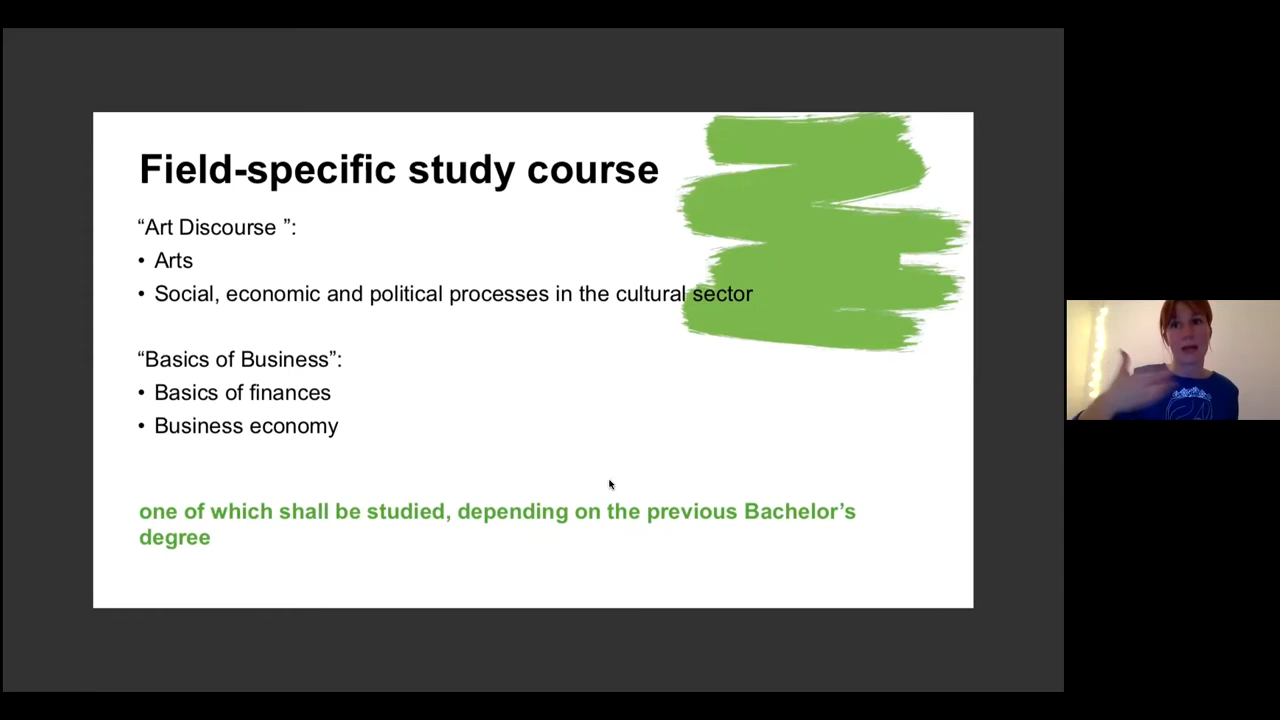 Field-specific study course
“Art Discourse ”:
• Arts
• Social, economic and political processes in the cultural sector
“Basics of Business”:
• Basics of finances
• Business economy
one of which shall be studied, depending on the previous Bachelor’s
degree